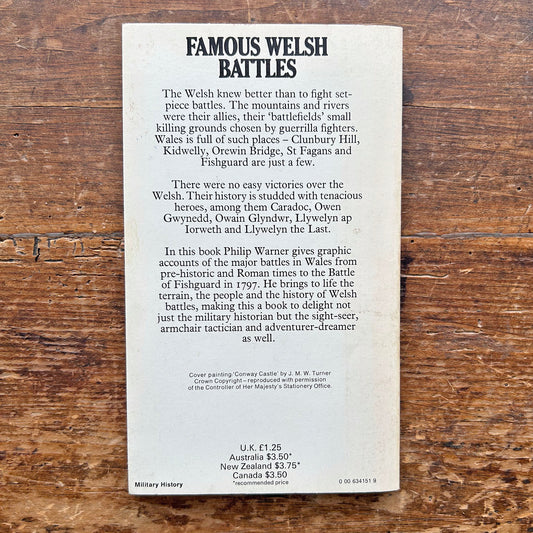 FAMOUS WELSH
BATTLES
The Welsh knew better than to fight set-
piece battles. The mountains and rivers
were their allies, their 'battlefields' small
killing grounds chosen by guerrilla fighters.
Wales is full of such places – Clunbury Hill,
Kidwelly, Orewin Bridge, St Fagans and
Fishguard are just a few.
There were no easy victories over the
Welsh. Their history is studded with tenacious
heroes, among them Caradoc, Owen
Gwynedd, Owain Glyndwr, Llywelyn ap
Iorweth and Llywelyn the Last.
In this book Philip Warner gives graphic
accounts of the major battles in Wales from
pre-historic and Roman times to the Battle
of Fishguard in 1797. He brings to life the
terrain, the people and the history of Welsh
battles, making this a book to delight not
just the military historian but the sight-seer,
armchair tactician and adventurer-dreamer
as well.
Cover painting 'Conway Castle' by J. M. W. Turner
Crown Copyright – reproduced with permission
of the Controller of Her Majesty's Stationery Office.
U.K. £1.25
Australia $3.50*
New Zealand $3.75*
Canada $3.50
*recommended price
Military History
0 00 634151 9